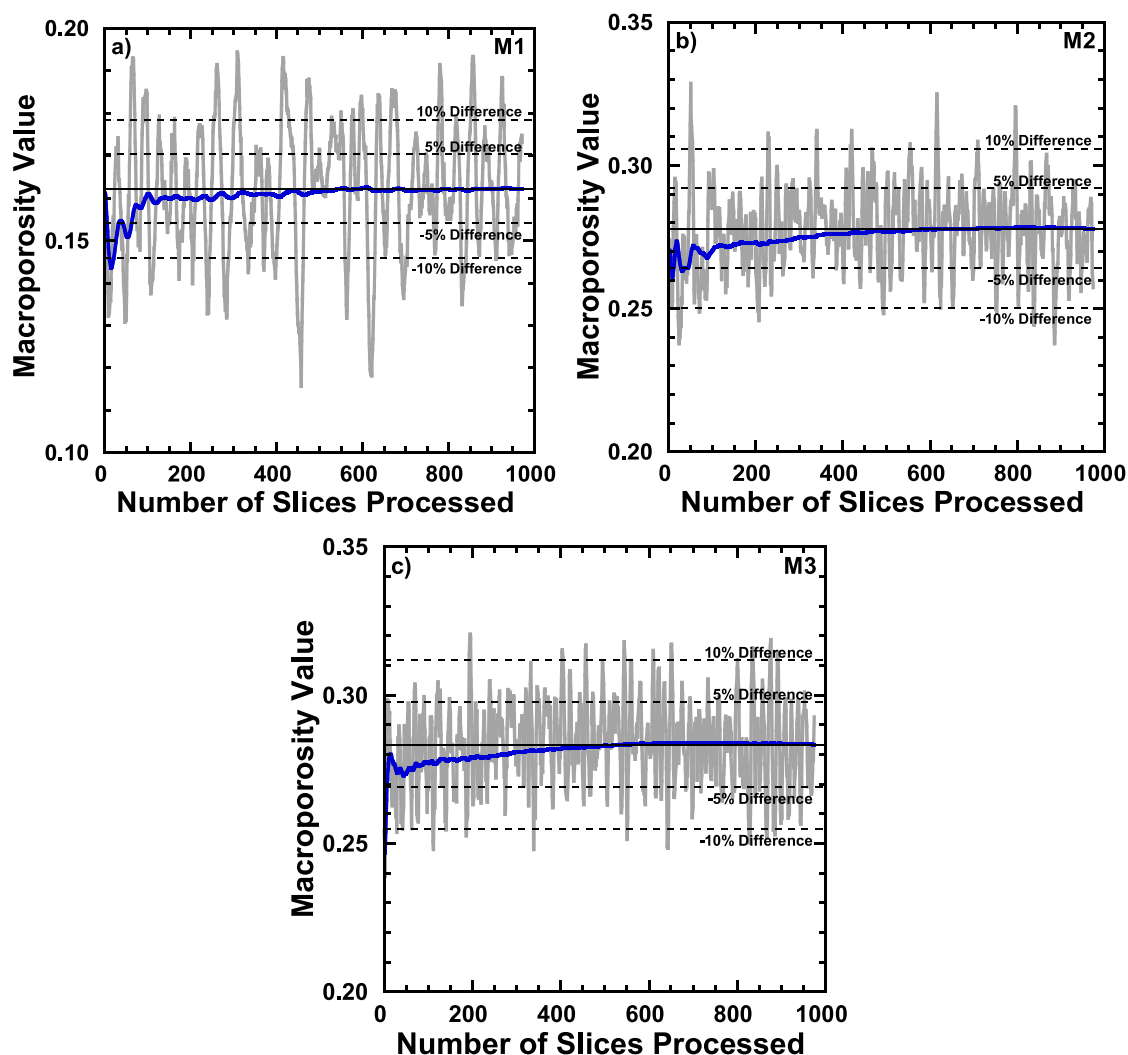 a)
M1
0.20
0.15
0.10
Macroporosity Value
10% Difference
5% Difference
-5% Difference
-10% Difference
0
200
400
600
800
1000
Number of Slices Processed
b)
M2
0.35
0.30
0.25
0.20
Macroporosity Value
10% Difference
5% Difference
-5% Difference
-10% Difference
0
200
400
600
800
1000
Number of Slices Processed
c)
M3
0.35
0.30
0.25
0.20
Macroporosity Value
10% Difference
5% Difference
-5% Difference
-10% Difference
0
200
400
600
800
1000
Number of Slices Processed